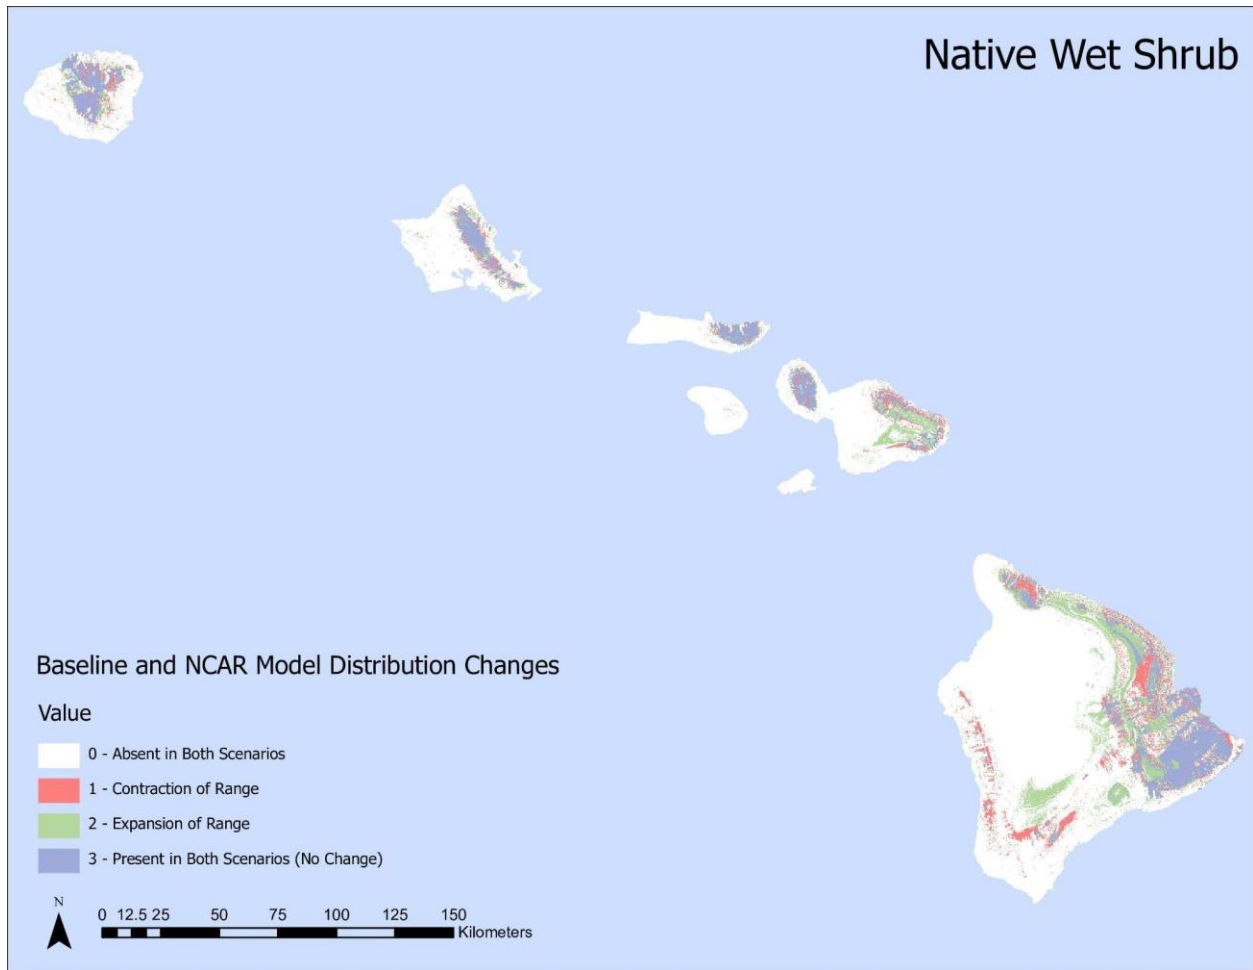 Native Wet Shrub
Baseline and NCAR Model Distribution Changes
Value
0 - Absent in Both Scenarios
1 - Contraction of Range
2 - Expansion of Range
3 - Present in Both Scenarios (No Change)
N
0 12.5 25 50 75 100 125 150
Kilometers